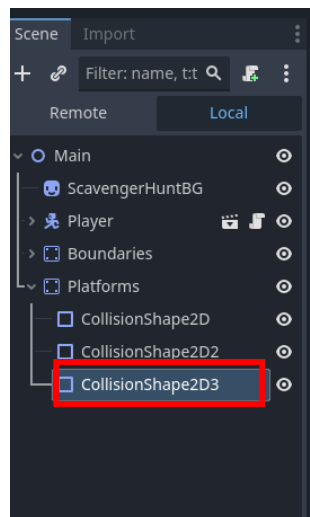 Scene Import
Filter: name, t:t
Remote Local
Main
ScavengerHuntBG
Player
Boundaries
Platforms
CollisionShape2D
CollisionShape2D2
CollisionShape2D3